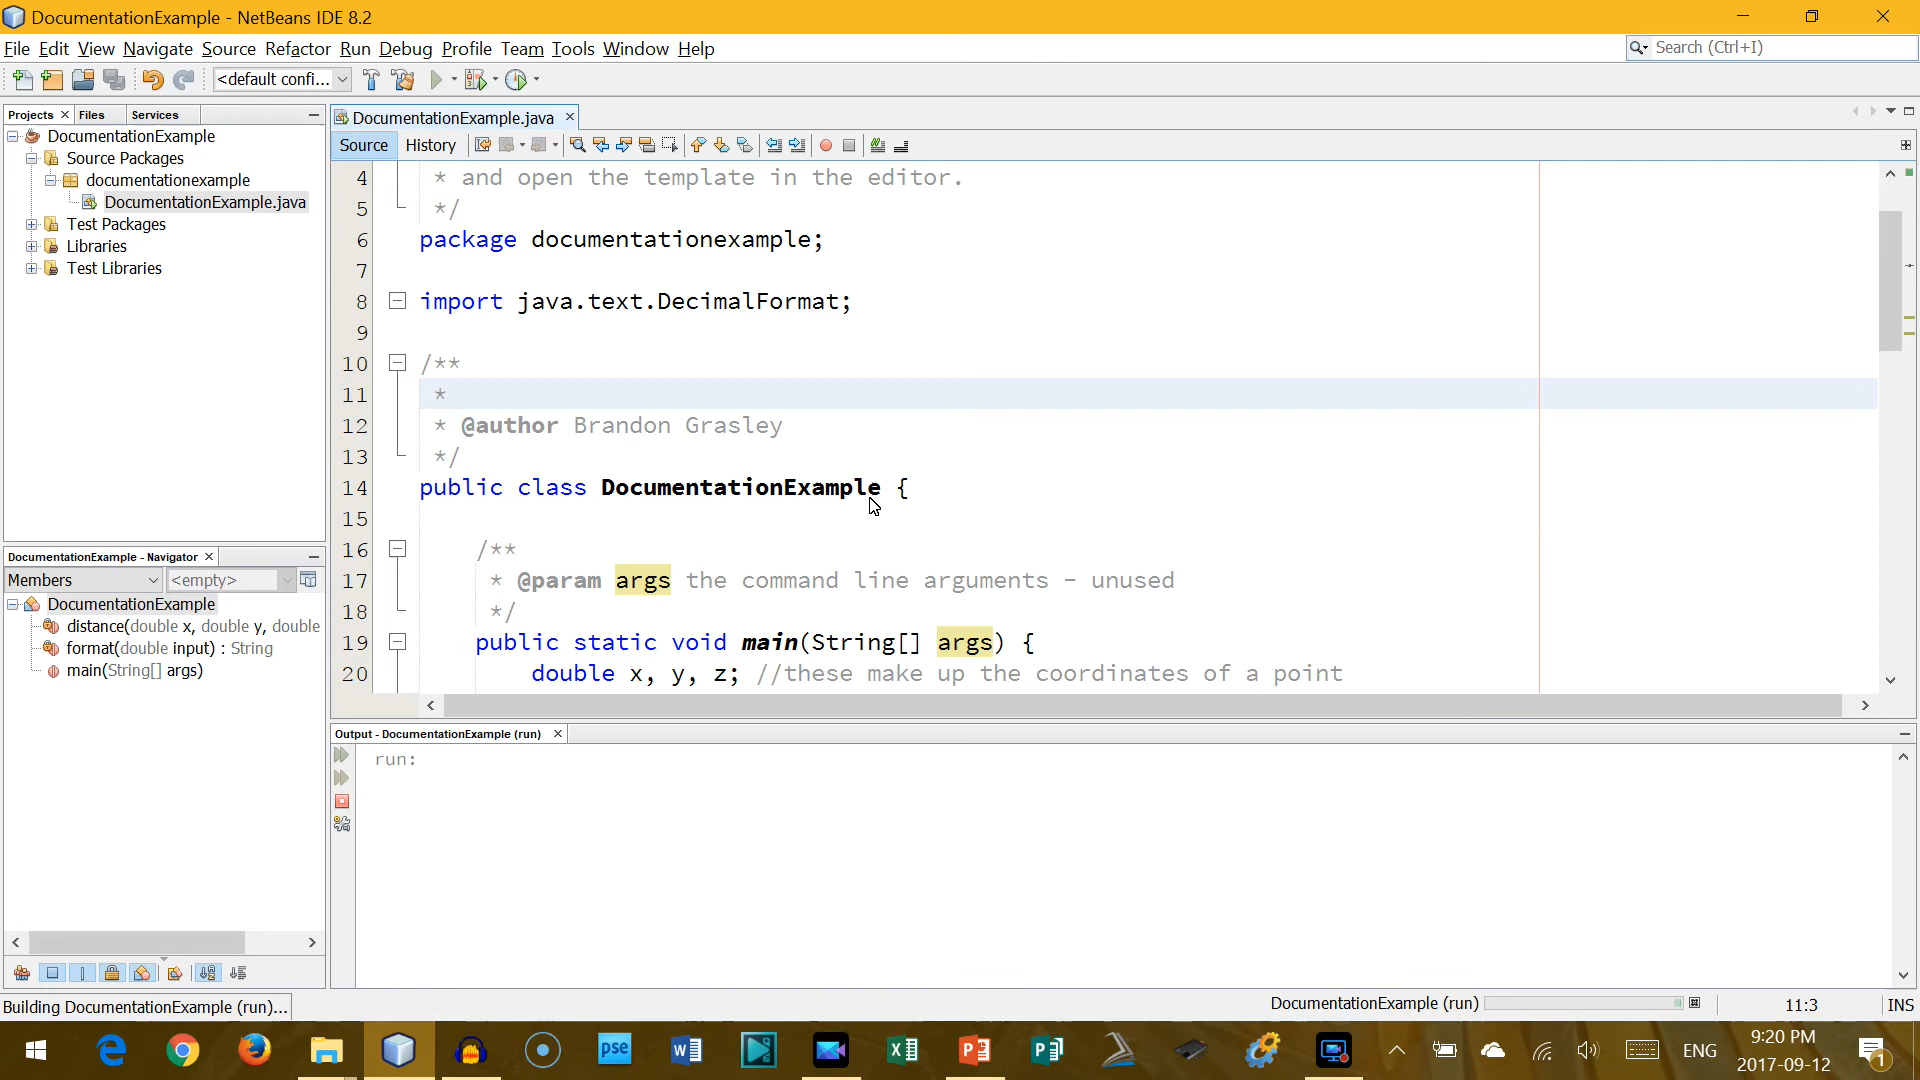 DocumentationExample - NetBeans IDE 8.2
File Edit View Navigate Source Refactor Run Debug Profile Team Tools Window Help
Search (Ctrl+I)
<default confi...
Projects Files Services
DocumentationExample
Source Packages
documentationexample
DocumentationExample.java
Test Packages
Libraries
Test Libraries
DocumentationExample - Navigator
Members <empty>
DocumentationExample
distance(double x, double y, double
format(double input) : String
main(String[] args)
DocumentationExample.java
Source History
4 * and open the template in the editor.
5 */
6 package documentationexample;
7
8 import java.text.DecimalFormat;
9
10 /**
11 *
12 * @author Brandon Grasley
13 */
14 public class DocumentationExample {
15
16 /**
17 * @param args the command line arguments - unused
18 */
19 public static void main(String[] args) {
20 double x, y, z; //these make up the coordinates of a point
Output - DocumentationExample (run)
run:
Building DocumentationExample (run)...
DocumentationExample (run)
11:3 INS
pse
ENG
9:20 PM
2017-09-12
1